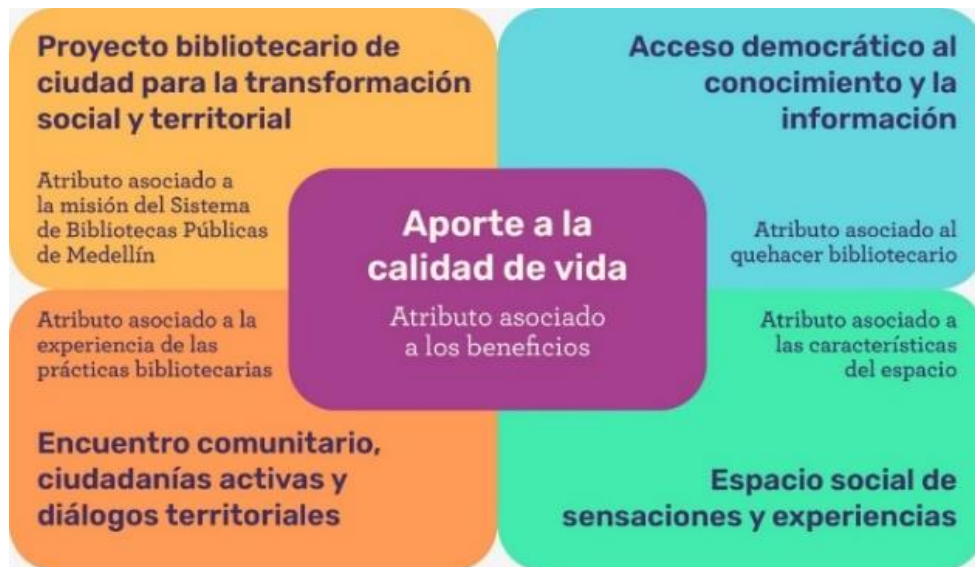 Proyecto bibliotecario de
ciudad para la transformación
social y territorial
Atributo asociado a
la misión del Sistema
de Bibliotecas Públicas
de Medellín
Acceso democrático al
conocimiento y la
información
Atributo asociado al
quehacer bibliotecario
Aporte a la
calidad de vida
Atributo asociado
a los beneficios
Atributo asociado a la
experiencia de las
prácticas bibliotecarias
Encuentro comunitario,
ciudadanías activas y
diálogos territoriales
Atributo asociado a
las características
del espacio
Espacio social de
sensaciones y experiencias